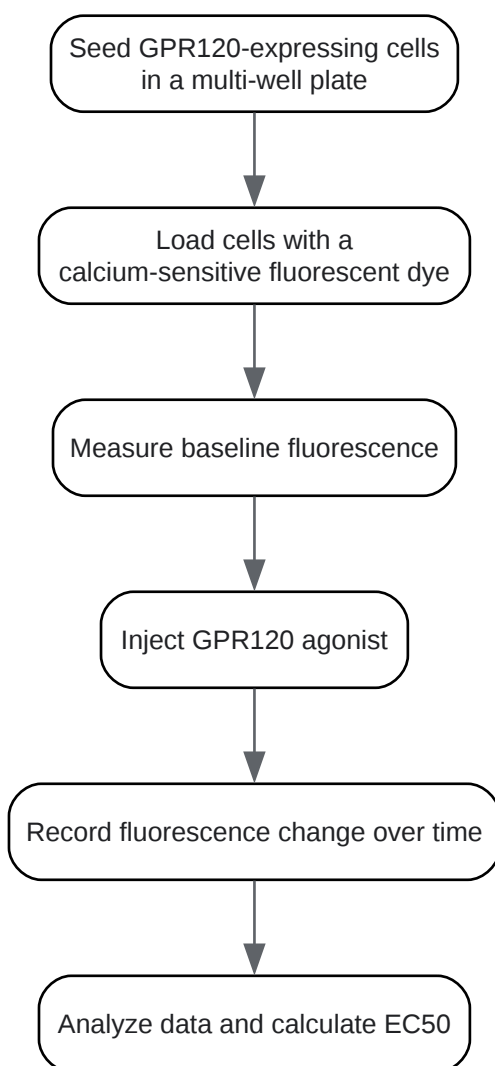 Seed GPR120-expressing cells
in a multi-well plate
Load cells with a
calcium-sensitive fluorescent dye
Measure baseline fluorescence
Inject GPR120 agonist
Record fluorescence change over time
Analyze data and calculate EC50